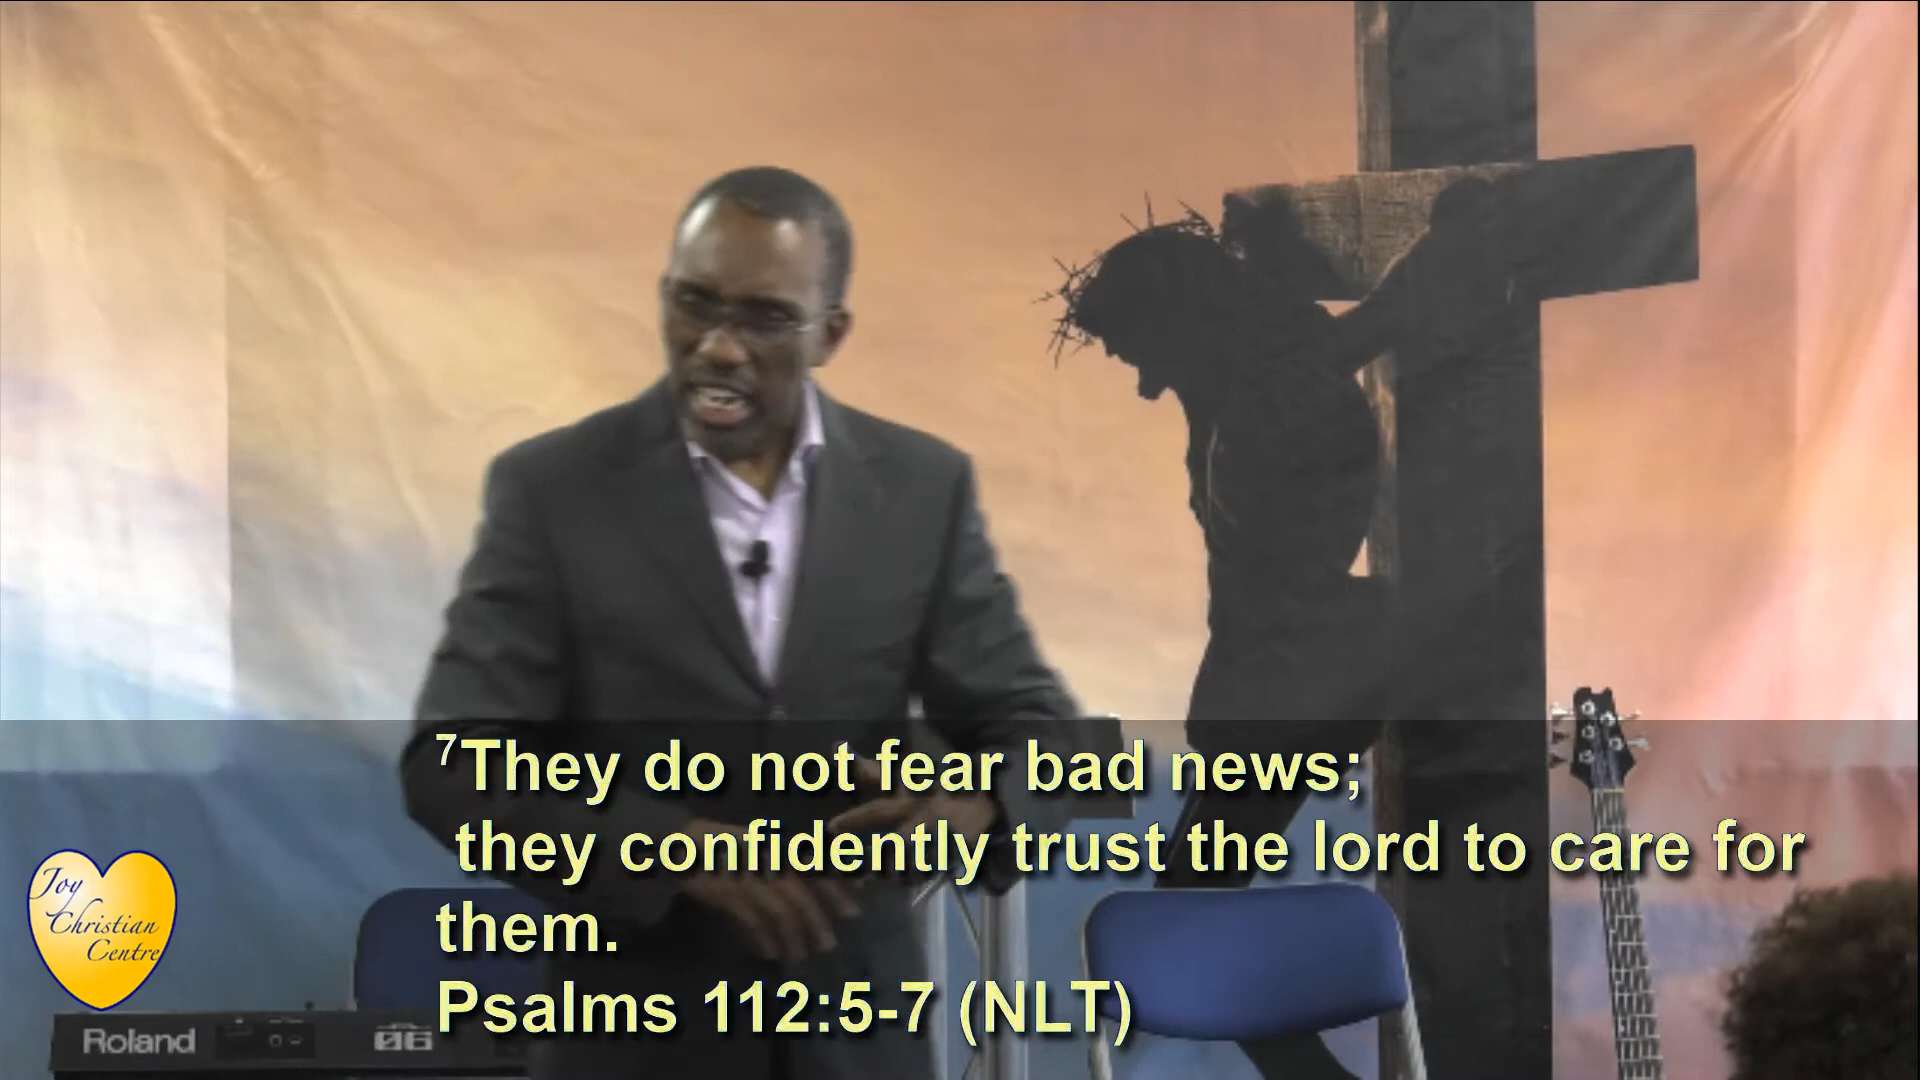 ⁷They do not fear bad news;
they confidently trust the lord to care for
them.
Psalms 112:5-7 (NLT)
Joy
Christian
Centre
Roland